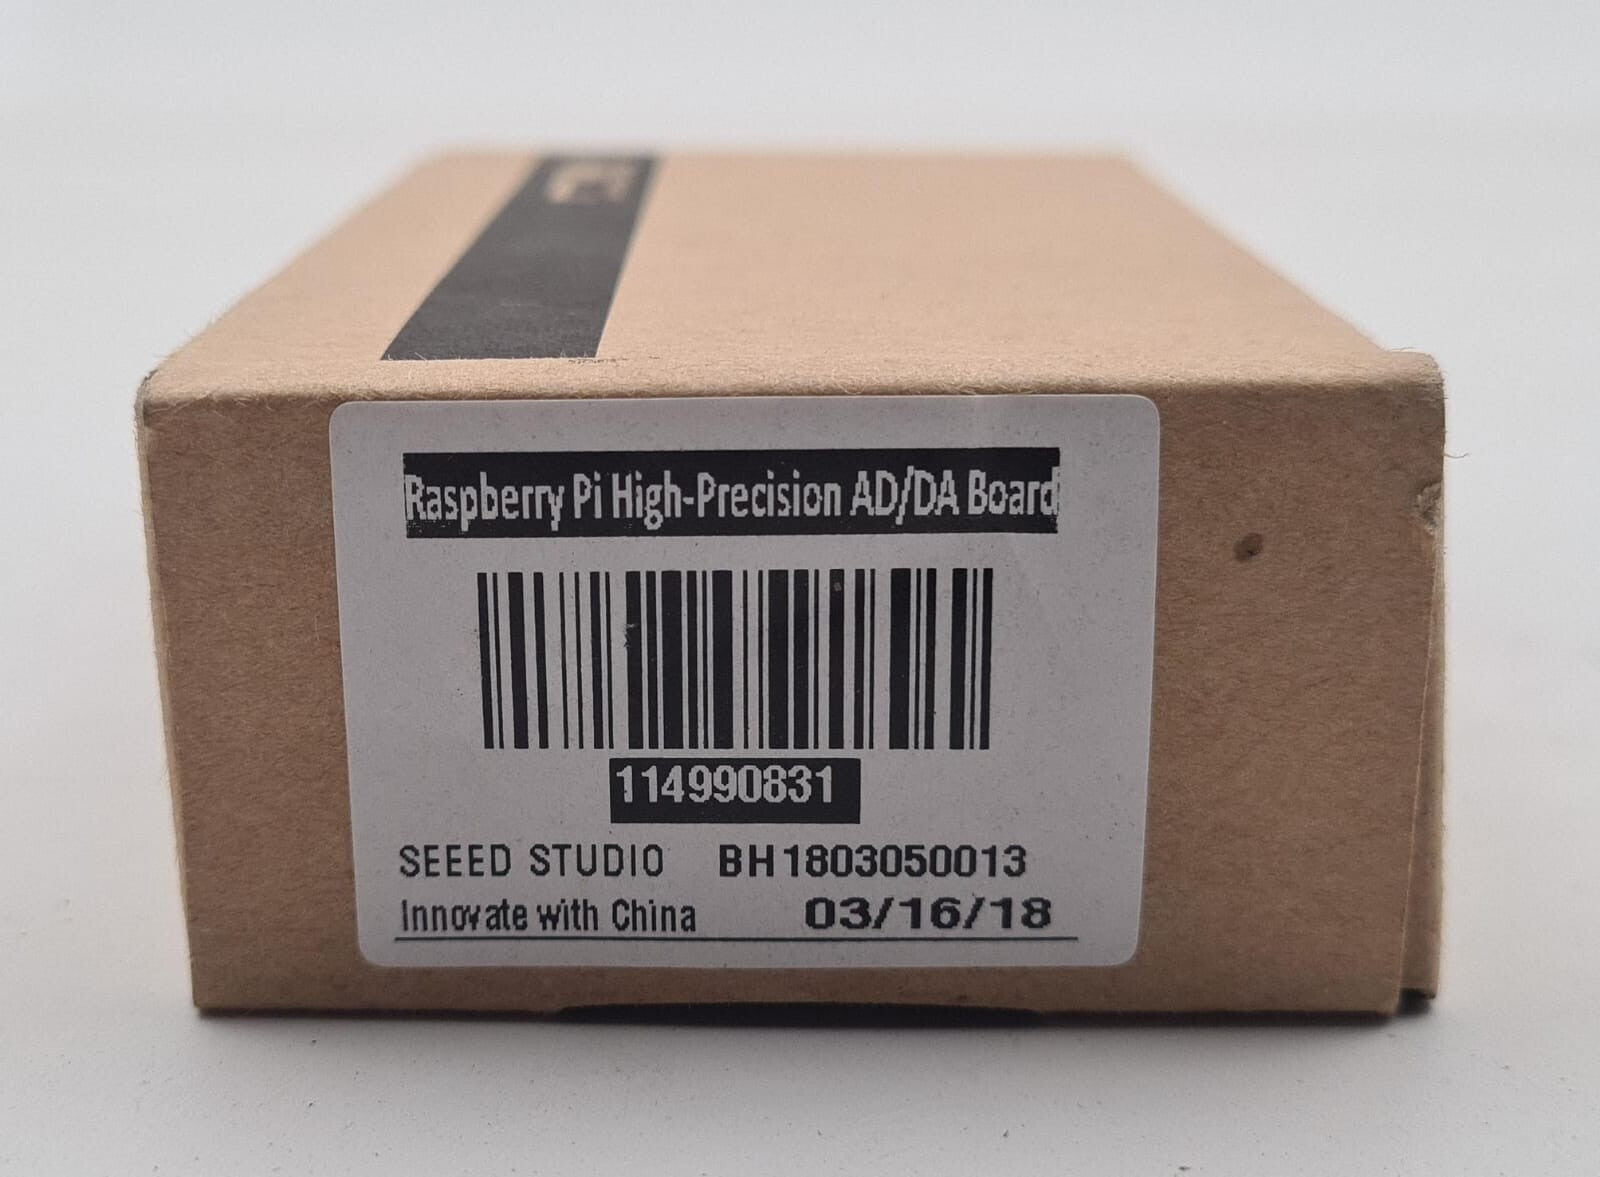 Raspberry Pi High-Precision AD/DA Board
114990831
SEEED STUDIO BH1803050013
Innovate with China 03/16/18